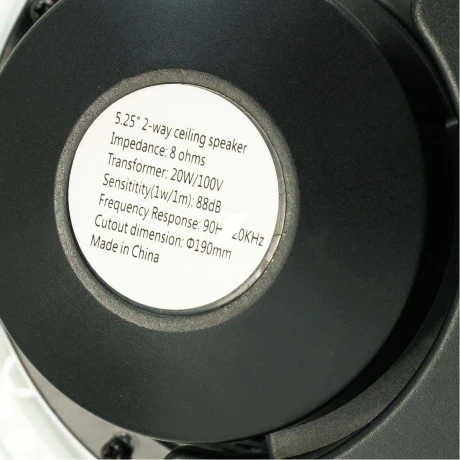 5.25" 2-way ceiling speaker
Impedance: 8 ohms
Transformer: 20W/100V
Sensititity(1w/1m): 88dB
Frequency Response: 90H 20KHz
Cutout dimension: Φ190mm
Made in China